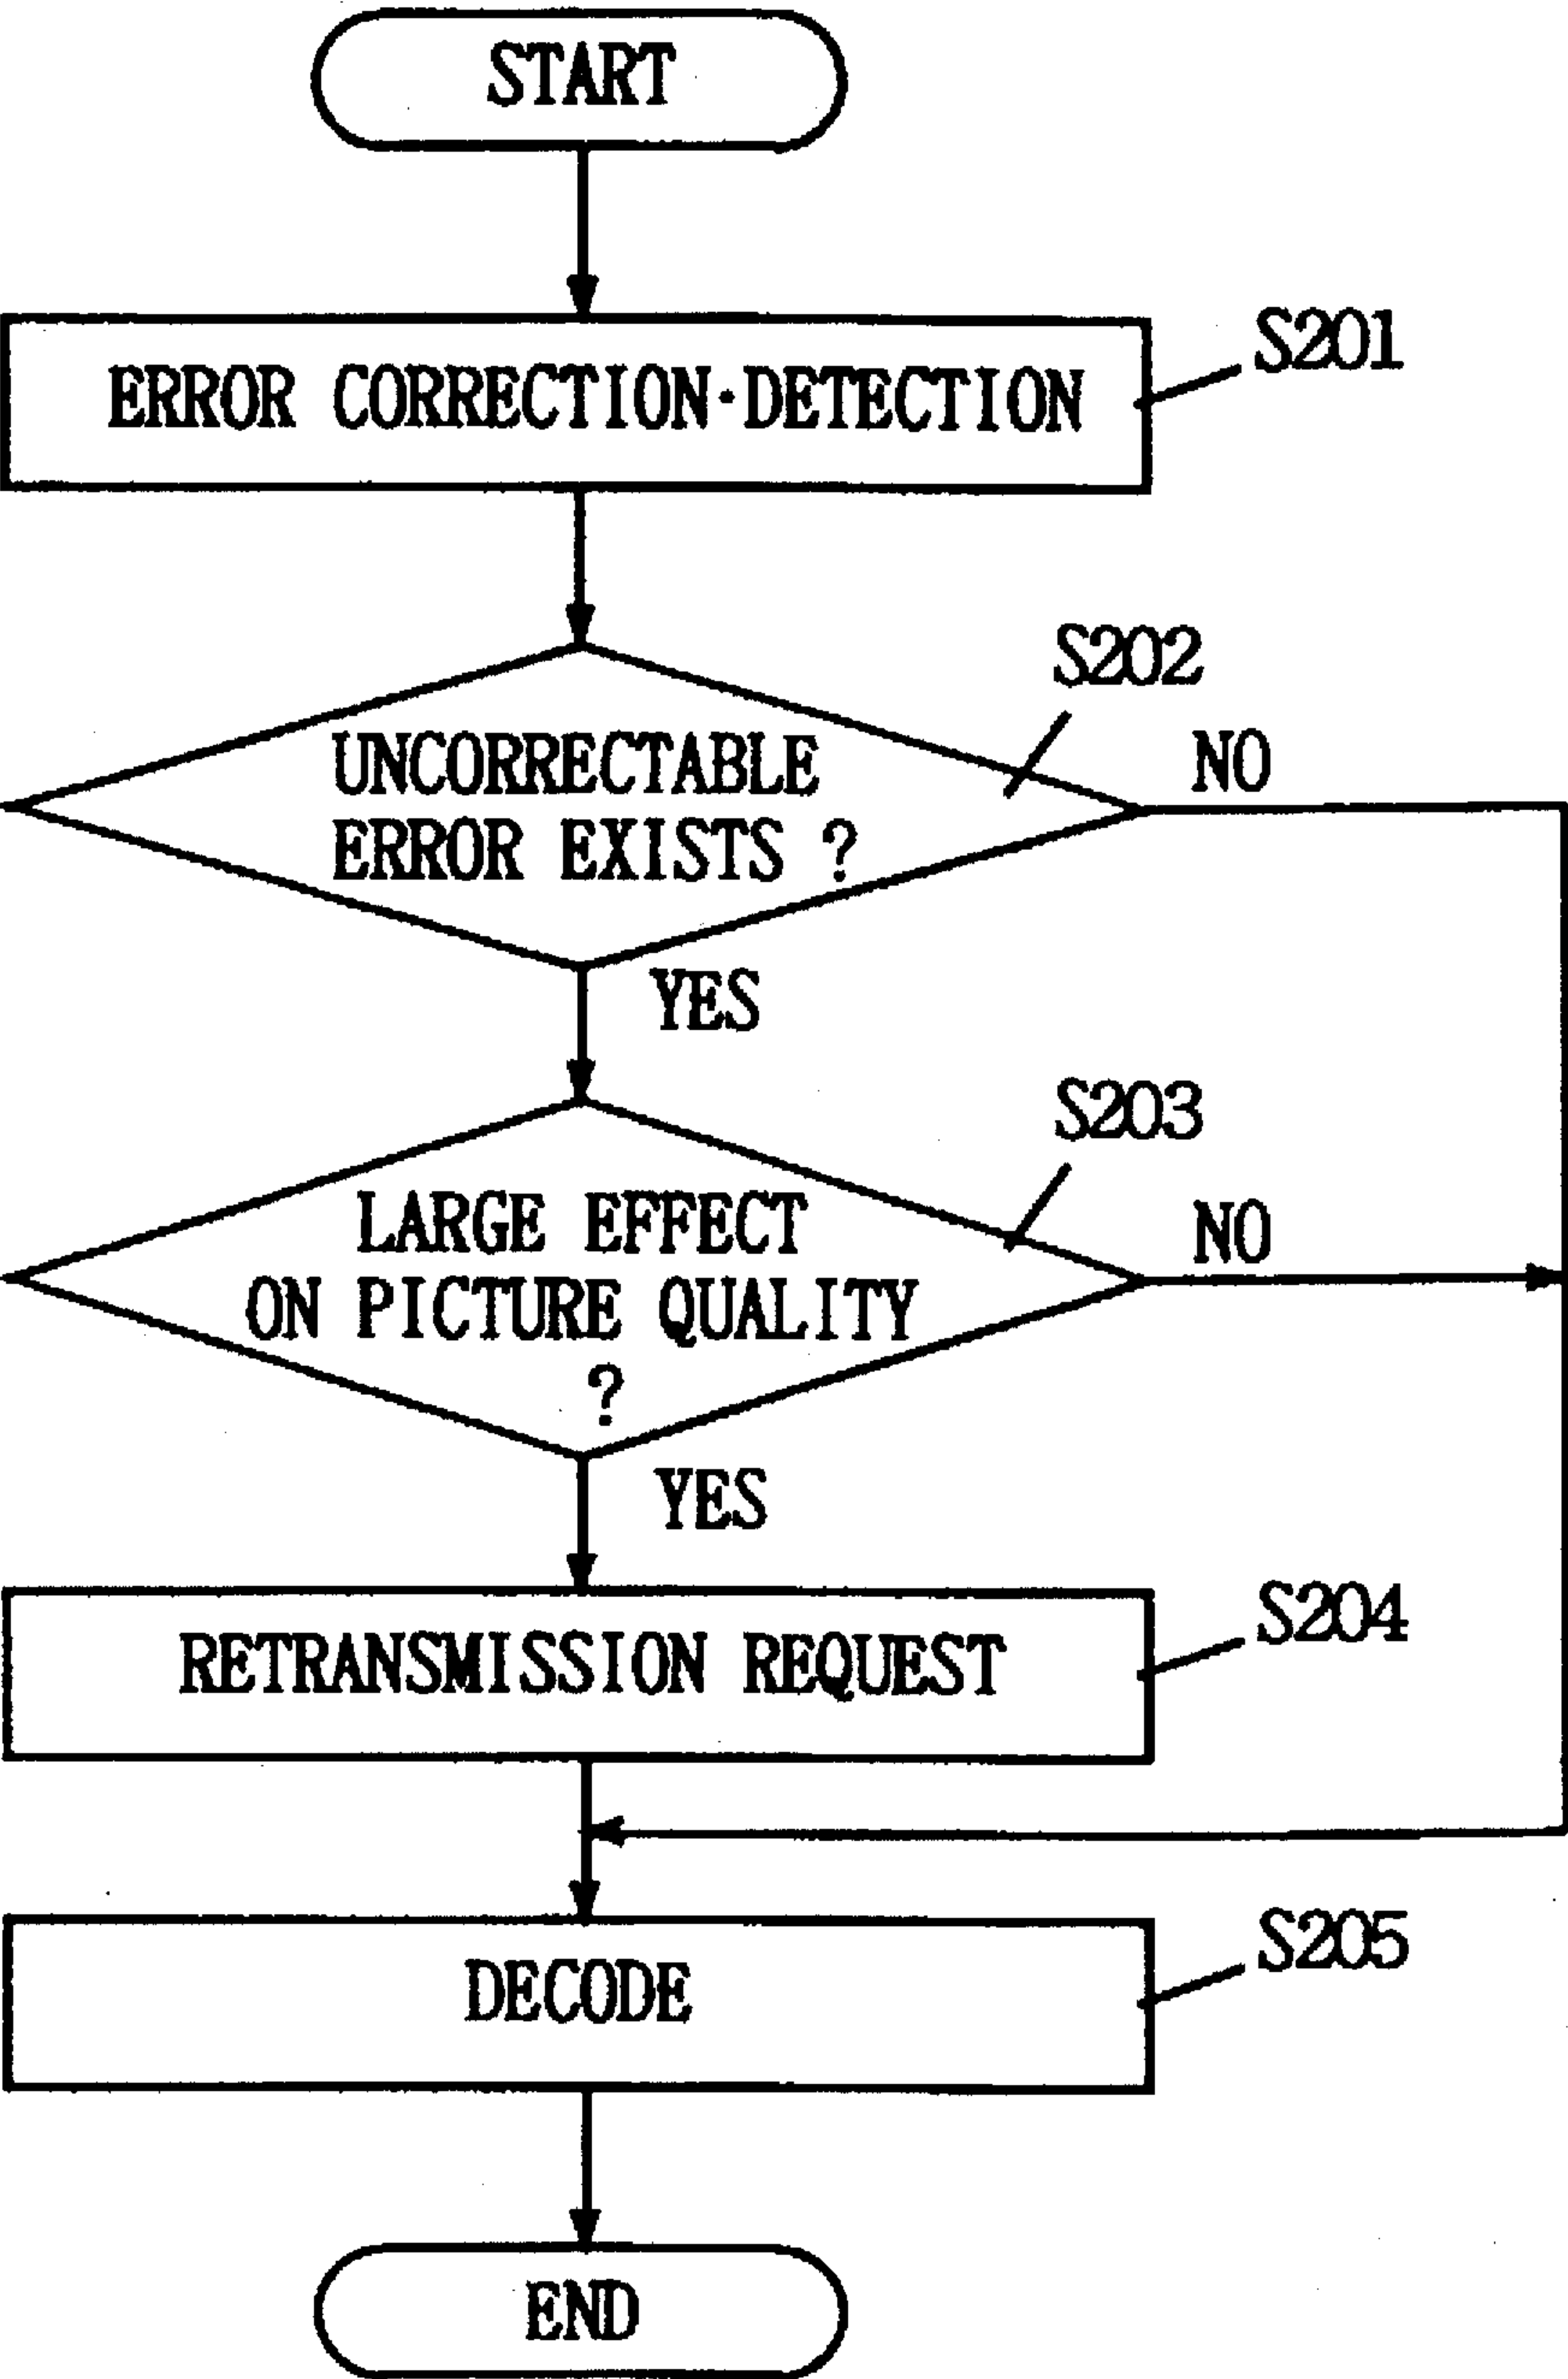 START
ERROR CORRECTION·DETECTION
S201
S202
UNCORRECTABLE
ERROR EXISTS ?
NO
YES
S203
LARGE EFFECT
ON PICTURE QUALITY
?
NO
YES
RETRANSMISSION REQUEST
S204
DECODE
S205
END